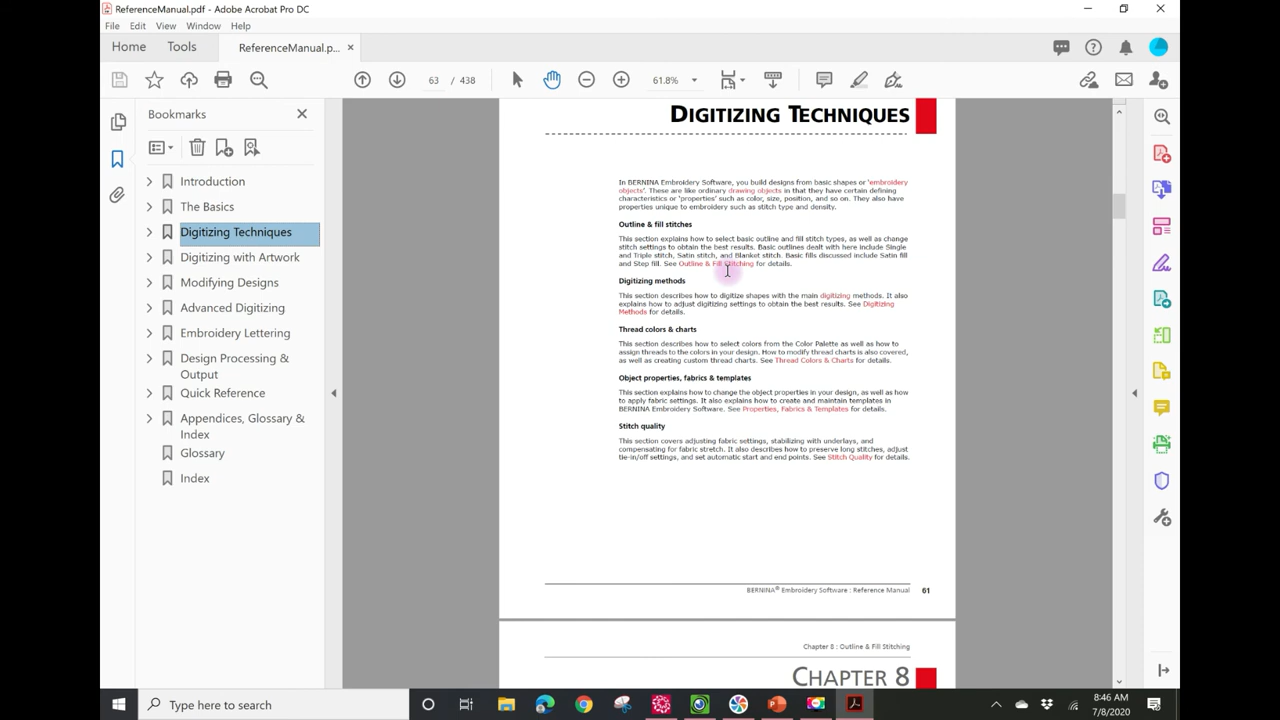 ReferenceManual.pdf - Adobe Acrobat Pro DC
File Edit View Window Help
Home Tools ReferenceManual.p...
63 / 438 61.8%
Bookmarks
Introduction
The Basics
Digitizing Techniques
Digitizing with Artwork
Modifying Designs
Advanced Digitizing
Embroidery Lettering
Design Processing &
Output
Quick Reference
Appendices, Glossary &
Index
Glossary
Index
DIGITIZING TECHNIQUES
In BERNINA Embroidery Software, you build designs from basic shapes or 'embroidery
objects'. These are like ordinary drawing objects in that they have certain defining
characteristics or 'properties' such as color, size, position, and so on. They also have
properties unique to embroidery such as stitch type and density.
Outline & fill stitches
This section explains how to select basic outline and fill stitch types, as well as change
stitch settings to obtain the best results. Basic outlines dealt with here include Single
and Triple stitch, Satin stitch, and Blanket stitch. Basic fills discussed include Satin fill
and Step fill. See Outline & Fill Stitching for details.
Digitizing methods
This section describes how to digitize shapes with the main digitizing methods. It also
explains how to adjust digitizing settings to obtain the best results. See Digitizing
Methods for details.
Thread colors & charts
This section describes how to select colors from the Color Palette as well as how to
assign threads to the colors in your design. How to modify thread charts is also covered,
as well as creating custom thread charts. See Thread Colors & Charts for details.
Object properties, fabrics & templates
This section explains how to change the object properties in your design, as well as how
to apply fabric settings. It also explains how to create and maintain templates in
BERNINA Embroidery Software. See Properties, Fabrics & Templates for details.
Stitch quality
This section covers adjusting fabric settings, stabilizing with underlays, and
compensating for fabric stretch. It also describes how to preserve long stitches, adjust
tie-in/off settings, and set automatic start and end points. See Stitch Quality for details.
BERNINA® Embroidery Software : Reference Manual 61
Chapter 8 : Outline & Fill Stitching
CHAPTER 8
Type here to search
8:46 AM
7/8/2020